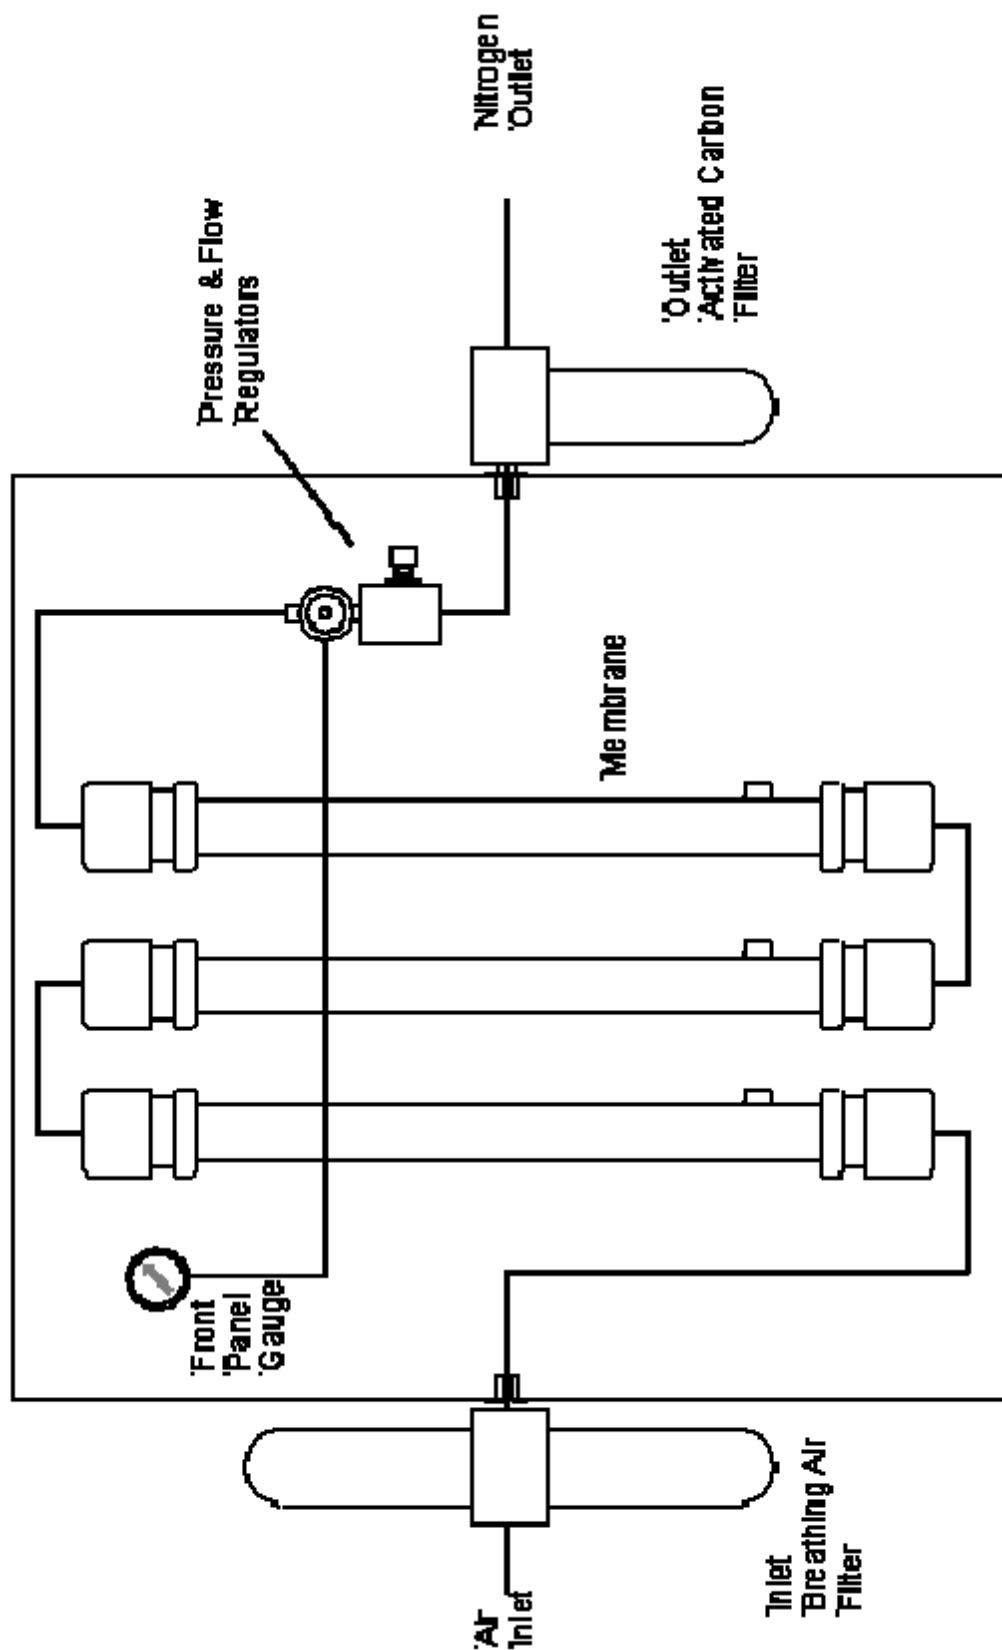 Air
Inlet
Inlet
Breathing Air
Filter
Front
Panel
Gauge
Membrane
Pressure & Flow
Regulators
Outlet
Activated Carbon
Filter
Nitrogen
Outlet